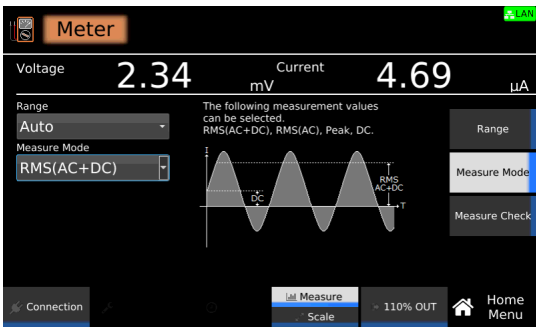 LAN
Meter
Voltage 2.34 mV Current 4.69 µA
Range
Auto
Measure Mode
RMS(AC+DC)
The following measurement values
can be selected.
RMS(AC+DC), RMS(AC), Peak, DC.
I
DC
RMS
AC+DC
T
Range
Measure Mode
Measure Check
Connection
Measure
Scale
110% OUT
Home
Menu